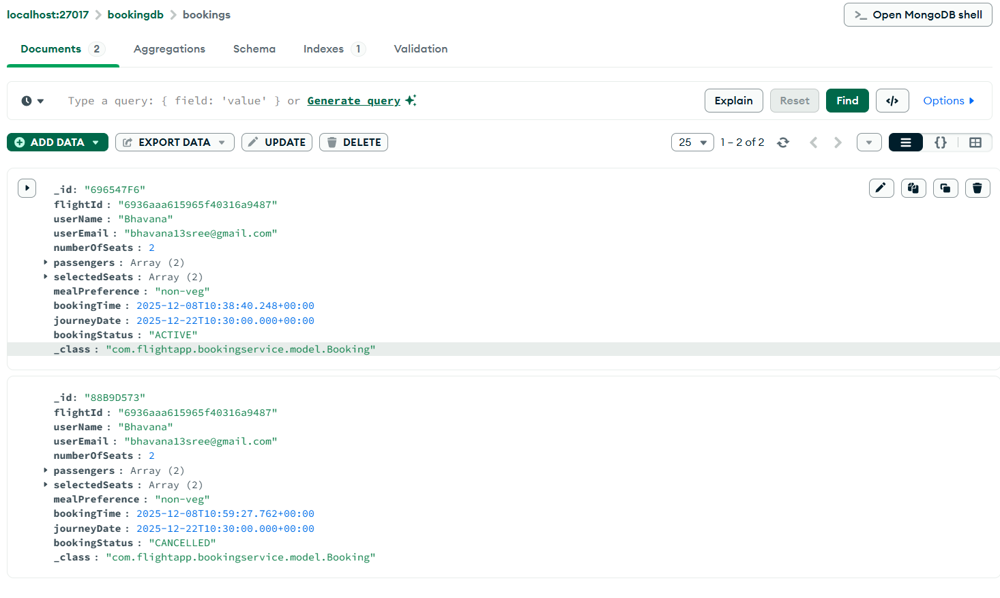 localhost:27017 > bookingdb > bookings
>_ Open MongoDB shell
Documents 2 Aggregations Schema Indexes 1 Validation
Type a query: { field: 'value' } or Generate query
Explain Reset Find </> Options
ADD DATA EXPORT DATA UPDATE DELETE 25 1 – 2 of 2 {}
_id: "696547F6"
flightId : "6936aaa615965f40316a9487"
userName : "Bhavana"
userEmail : "bhavana13sree@gmail.com"
numberOfSeats : 2
passengers : Array (2)
selectedSeats : Array (2)
mealPreference : "non-veg"
bookingTime : 2025-12-08T10:38:40.248+00:00
journeyDate : 2025-12-22T10:30:00.000+00:00
bookingStatus : "ACTIVE"
_class : "com.flightapp.bookingservice.model.Booking"
_id: "88B9D573"
flightId : "6936aaa615965f40316a9487"
userName : "Bhavana"
userEmail : "bhavana13sree@gmail.com"
numberOfSeats : 2
passengers : Array (2)
selectedSeats : Array (2)
mealPreference : "non-veg"
bookingTime : 2025-12-08T10:59:27.762+00:00
journeyDate : 2025-12-22T10:30:00.000+00:00
bookingStatus : "CANCELLED"
_class : "com.flightapp.bookingservice.model.Booking"